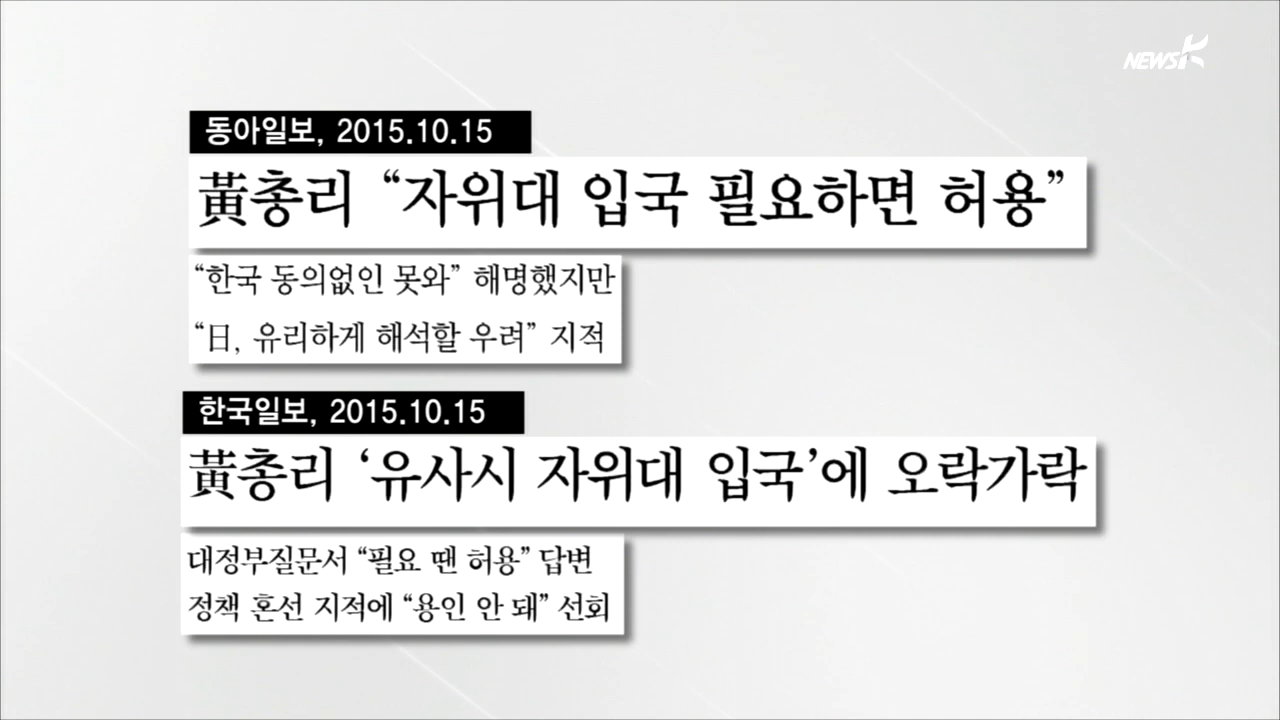 NEWSK
동아일보, 2015.10.15
黃총리 “자위대 입국 필요하면 허용”
“한국 동의없인 못와” 해명했지만
“日, 유리하게 해석할 우려” 지적
한국일보, 2015.10.15
黃총리 ‘유사시 자위대 입국’에 오락가락
대정부질문서 “필요 땐 허용” 답변
정책 혼선 지적에 “용인 안 돼” 선회